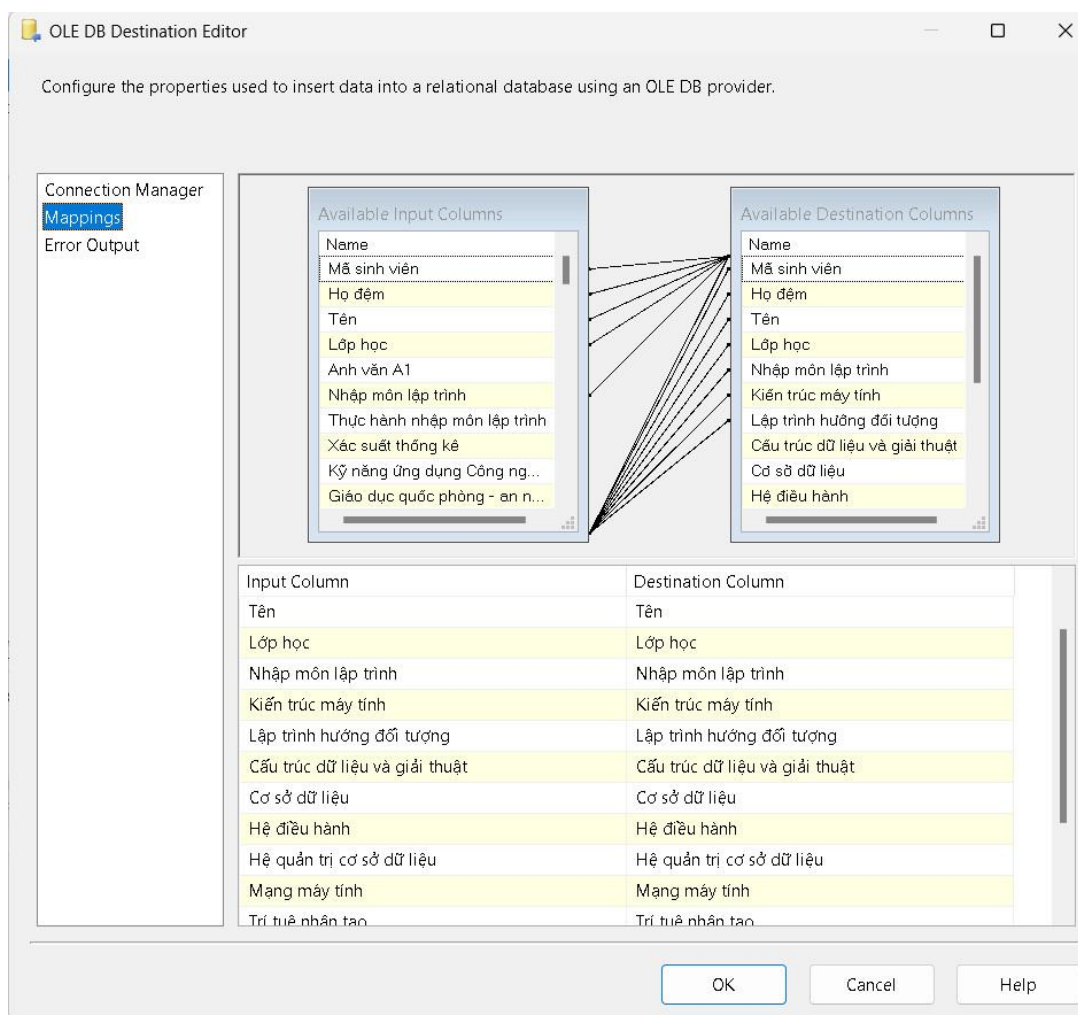 OLE DB Destination Editor
Configure the properties used to insert data into a relational database using an OLE DB provider.
Connection Manager
Mappings
Error Output
Available Input Columns
Name
Mã sinh viên
Họ đệm
Tên
Lớp học
Anh văn A1
Nhập môn lập trình
Thực hành nhập môn lập trình
Xác suất thống kê
Kỹ năng ứng dụng Công ng...
Giáo dục quốc phòng - an n...
Available Destination Columns
Name
Mã sinh viên
Họ đệm
Tên
Lớp học
Nhập môn lập trình
Kiến trúc máy tính
Lập trình hướng đối tượng
Cấu trúc dữ liệu và giải thuật
Cơ sở dữ liệu
Hệ điều hành
Input Column Destination Column
Tên Tên
Lớp học Lớp học
Nhập môn lập trình Nhập môn lập trình
Kiến trúc máy tính Kiến trúc máy tính
Lập trình hướng đối tượng Lập trình hướng đối tượng
Cấu trúc dữ liệu và giải thuật Cấu trúc dữ liệu và giải thuật
Cơ sở dữ liệu Cơ sở dữ liệu
Hệ điều hành Hệ điều hành
Hệ quản trị cơ sở dữ liệu Hệ quản trị cơ sở dữ liệu
Mạng máy tính Mạng máy tính
Trí tuệ nhân tạo Trí tuệ nhân tạo
OK Cancel Help